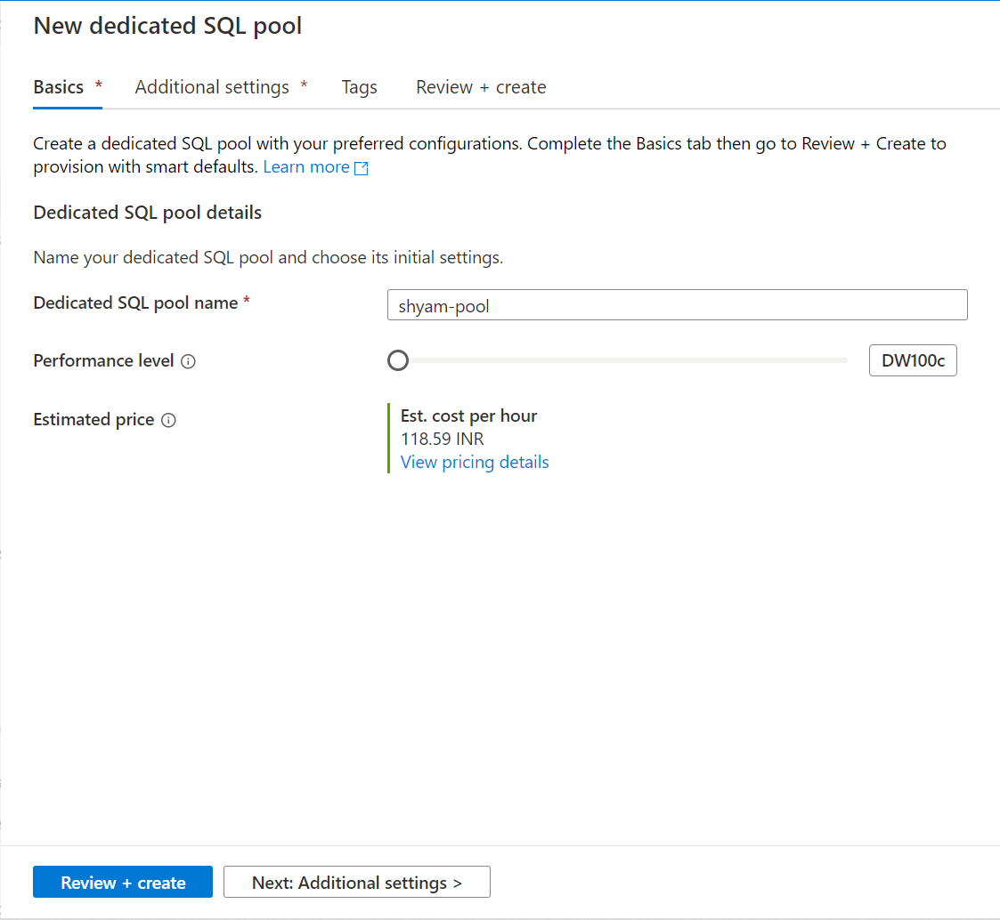 New dedicated SQL pool
Basics * Additional settings * Tags Review + create
Create a dedicated SQL pool with your preferred configurations. Complete the Basics tab then go to Review + Create to
provision with smart defaults. Learn more
Dedicated SQL pool details
Name your dedicated SQL pool and choose its initial settings.
Dedicated SQL pool name * shyam-pool
Performance level DW100c
Estimated price Est. cost per hour
118.59 INR
View pricing details
Review + create Next: Additional settings >